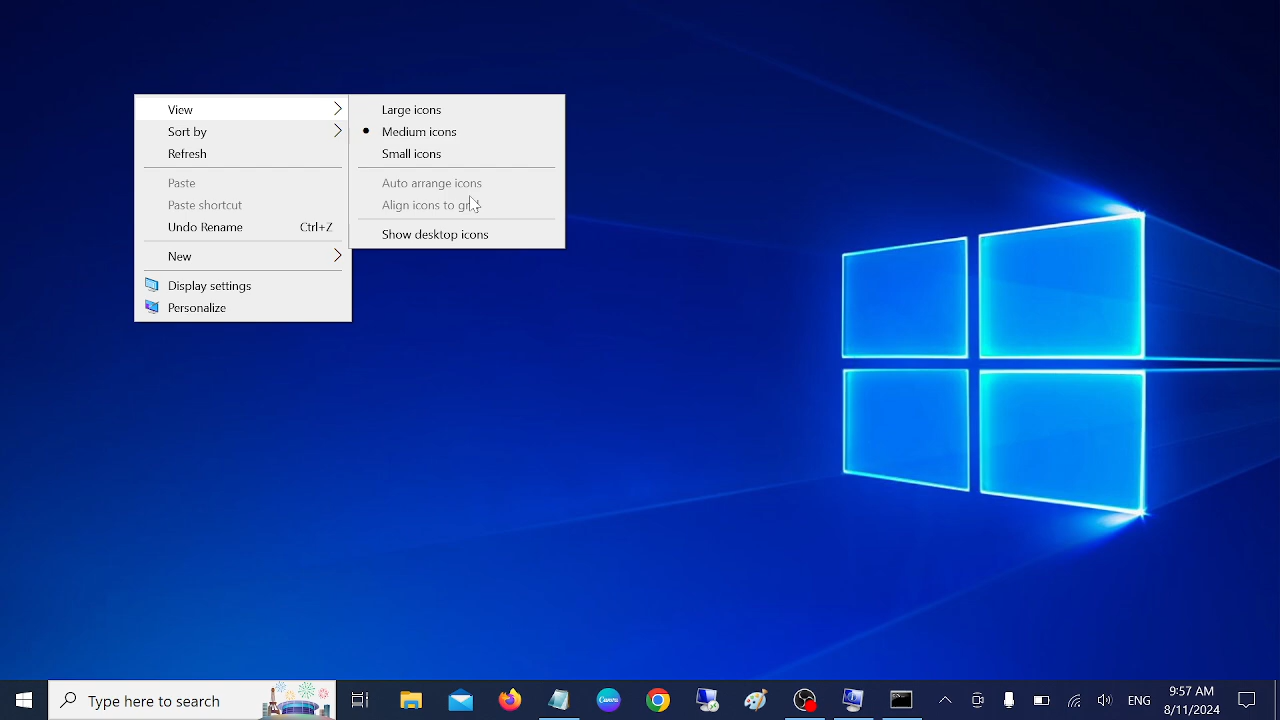 View
Sort by
Refresh
Paste
Paste shortcut
Undo Rename Ctrl+Z
New
Display settings
Personalize
Large icons
Medium icons
Small icons
Auto arrange icons
Align icons to grid
Show desktop icons
Type here to search
Canva
ENG
9:57 AM
8/11/2024